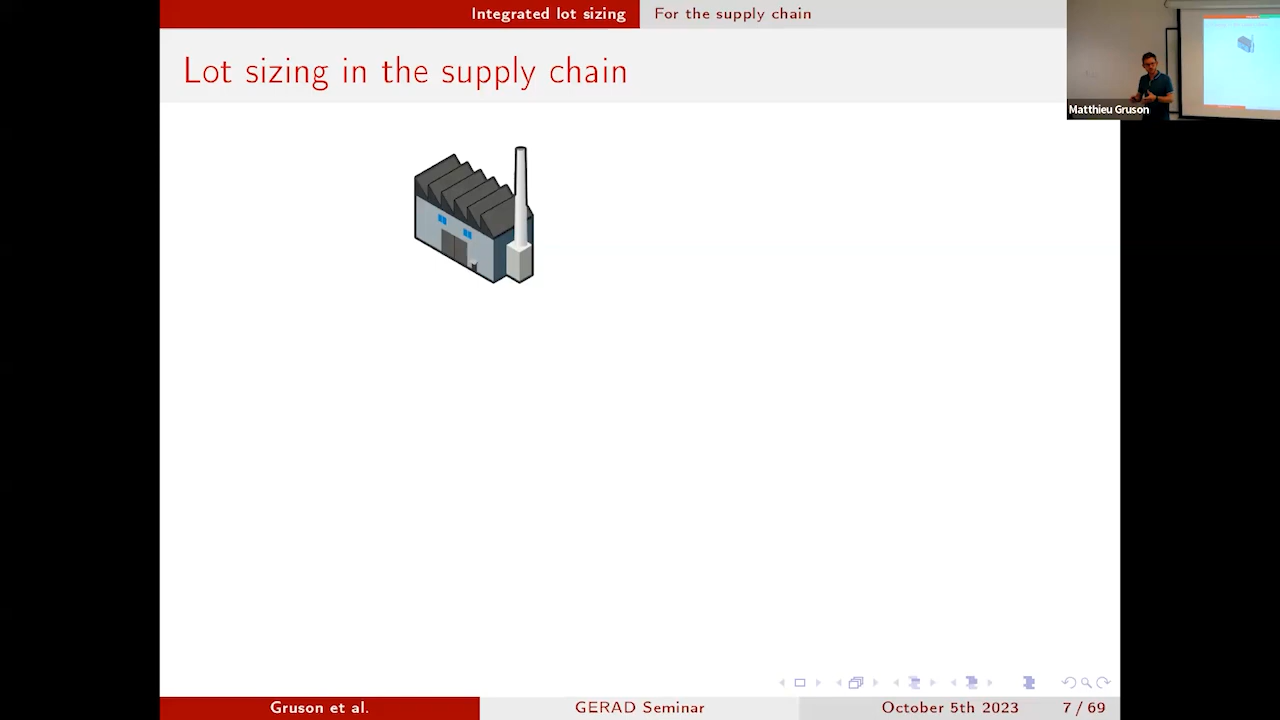 Integrated lot sizing
For the supply chain
Lot sizing in the supply chain
Matthieu Gruson
Gruson et al.
GERAD Seminar
October 5th 2023
7 / 69